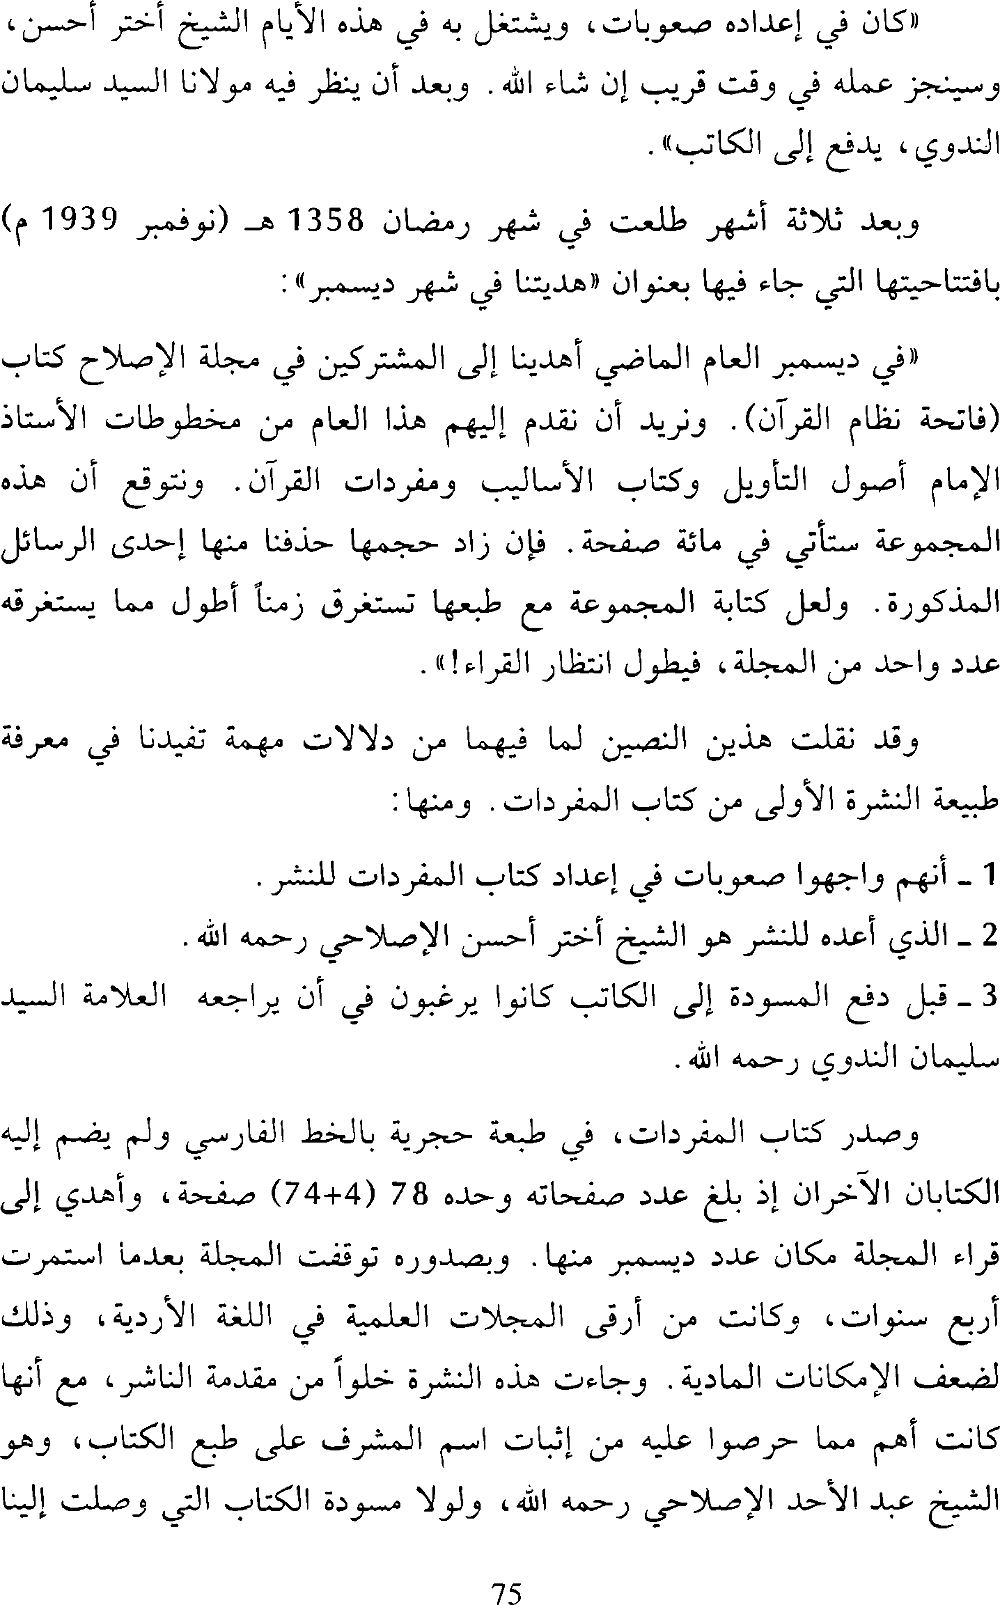 «كان في إعداده صعوبات، ويشتغل به في هذه الأيام الشيخ أختر أحسن،
وسينجز عمله في وقت قريب إن شاء الله. وبعد أن ينظر فيه مولانا السيد سليمان
الندوي، يدفع إلى الكاتب».
وبعد ثلاثة أشهر طلعت في شهر رمضان 1358 هـ (نوفمبر 1939 م)
بافتتاحيتها التي جاء فيها بعنوان «هديتنا في شهر ديسمبر»:
«في ديسمبر العام الماضي أهدينا إلى المشتركين في مجلة الإصلاح كتاب
(فاتحة نظام القرآن). ونريد أن نقدم إليهم هذا العام من مخطوطات الأستاذ
الإمام أصول التأويل وكتاب الأساليب ومفردات القرآن. ونتوقع أن هذه
المجموعة ستأتي في مائة صفحة. فإن زاد حجمها حذفنا منها إحدى الرسائل
المذكورة. ولعل كتابة المجموعة مع طبعها تستغرق زمناً أطول مما يستغرقه
عدد واحد من المجلة، فيطول انتظار القراء!».
وقد نقلت هذين النصين لما فيهما من دلالات مهمة تفيدنا في معرفة
طبيعة النشرة الأولى من كتاب المفردات. ومنها:
1 ـ أنهم واجهوا صعوبات في إعداد كتاب المفردات للنشر.
2 ـ الذي أعده للنشر هو الشيخ أختر أحسن الإصلاحي رحمه الله.
3 ـ قبل دفع المسودة إلى الكاتب كانوا يرغبون في أن يراجعه العلامة السيد
سليمان الندوي رحمه الله.
وصدر كتاب المفردات، في طبعة حجرية بالخط الفارسي ولم يضم إليه
الكتابان الآخران إذ بلغ عدد صفحاته وحده 78 (4+74) صفحة، وأهدي إلى
قراء المجلة مكان عدد ديسمبر منها. وبصدوره توقفت المجلة بعدما استمرت
أربع سنوات، وكانت من أرقى المجلات العلمية في اللغة الأردية، وذلك
لضعف الإمكانات المادية. وجاءت هذه النشرة خلواً من مقدمة الناشر، مع أنها
كانت أهم مما حرصوا عليه من إثبات اسم المشرف على طبع الكتاب، وهو
الشيخ عبد الأحد الإصلاحي رحمه الله، ولولا مسودة الكتاب التي وصلت إلينا
75